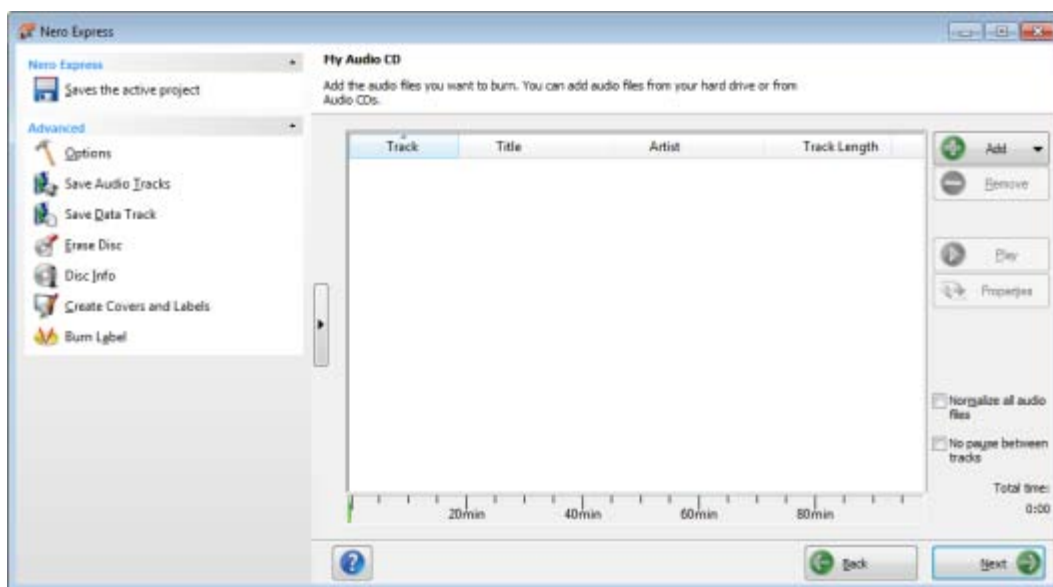 Nero Express
Nero Express
Saves the active project
Advanced
Options
Save Audio Tracks
Save Data Track
Erase Disc
Disc Info
Create Covers and Labels
Burn Label
My Audio CD
Add the audio files you want to burn. You can add audio files from your hard drive or from
Audio CDs.
Track Title Artist Track Length
Add
Remove
Play
Properties
Normalize all audio
files
No pause between
tracks
Total time:
0:00
20min 40min 60min 80min
Back Next